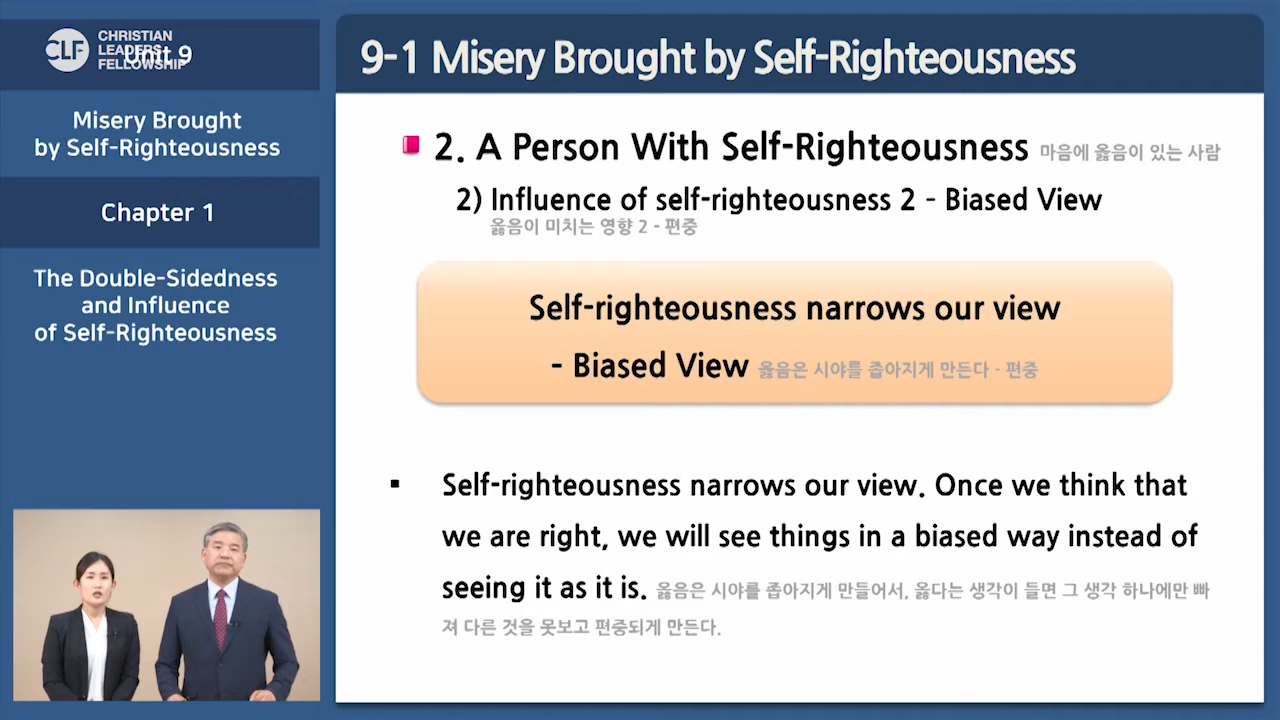 CHRISTIAN
LEADERS
FELLOWSHIP
CLF
Unit 9
Misery Brought
by Self-Righteousness
Chapter 1
The Double-Sidedness
and Influence
of Self-Righteousness
9-1 Misery Brought by Self-Righteousness
2. A Person With Self-Righteousness 마음에 옳음이 있는 사람
2) Influence of self-righteousness 2 - Biased View
옳음이 미치는 영향 2 - 편중
Self-righteousness narrows our view
- Biased View 옳음은 시야를 좁아지게 만든다 - 편중
▪ Self-righteousness narrows our view. Once we think that
we are right, we will see things in a biased way instead of
seeing it as it is. 옳음은 시야를 좁아지게 만들어서, 옳다는 생각이 들면 그 생각 하나에만 빠
져 다른 것을 못보고 편중되게 만든다.